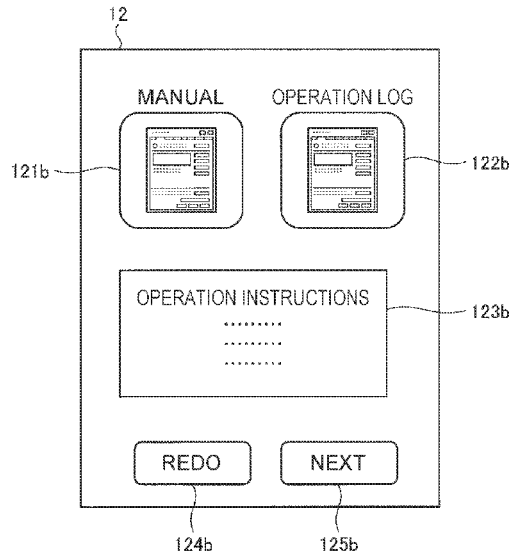 12
MANUAL OPERATION LOG
121b 122b
OPERATION INSTRUCTIONS
123b
REDO NEXT
124b 125b